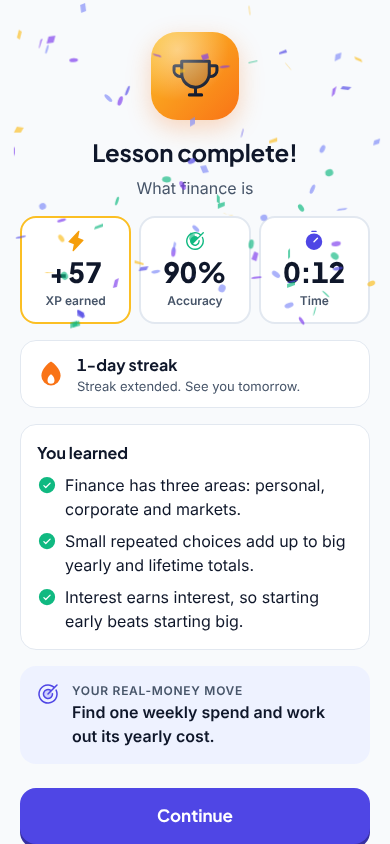 Lesson complete!
What finance is
+57
XP earned
90%
Accuracy
0:12
Time
1-day streak
Streak extended. See you tomorrow.
You learned
Finance has three areas: personal,
corporate and markets.
Small repeated choices add up to big
yearly and lifetime totals.
Interest earns interest, so starting
early beats starting big.
YOUR REAL-MONEY MOVE
Find one weekly spend and work
out its yearly cost.
Continue